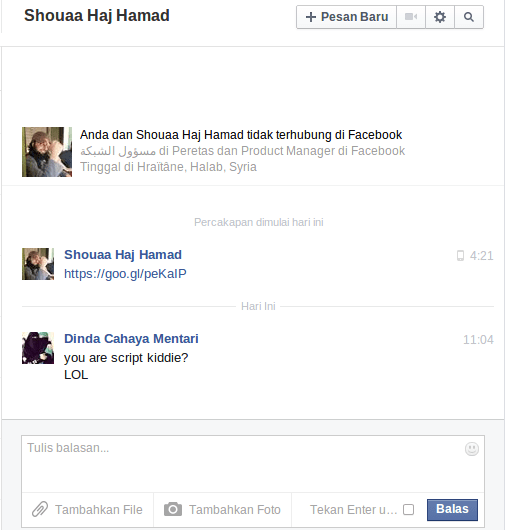 Shouaa Haj Hamad
Pesan Baru
Anda dan Shouaa Haj Hamad tidak terhubung di Facebook
مسؤول الشبكة di Peretas dan Product Manager di Facebook
Tinggal di Hraïtâne, Halab, Syria
Percakapan dimulai hari ini
Shouaa Haj Hamad
4:21
https://goo.gl/peKaIP
Hari Ini
Dinda Cahaya Mentari
11:04
you are script kiddie?
LOL
Tulis balasan...
Tambahkan File
Tambahkan Foto
Tekan Enter u...
Balas